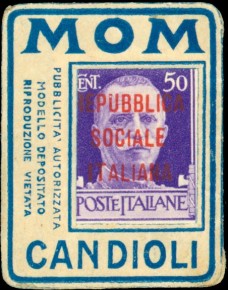 MOM
PUBBLICITA' AUTORIZZATA
MODELLO DEPOSITATO
RIPRODUZIONE VIETATA
CENT. 50
REPUBBLICA
SOCIALE
ITALIANA
POSTE ITALIANE
CANDIOLI